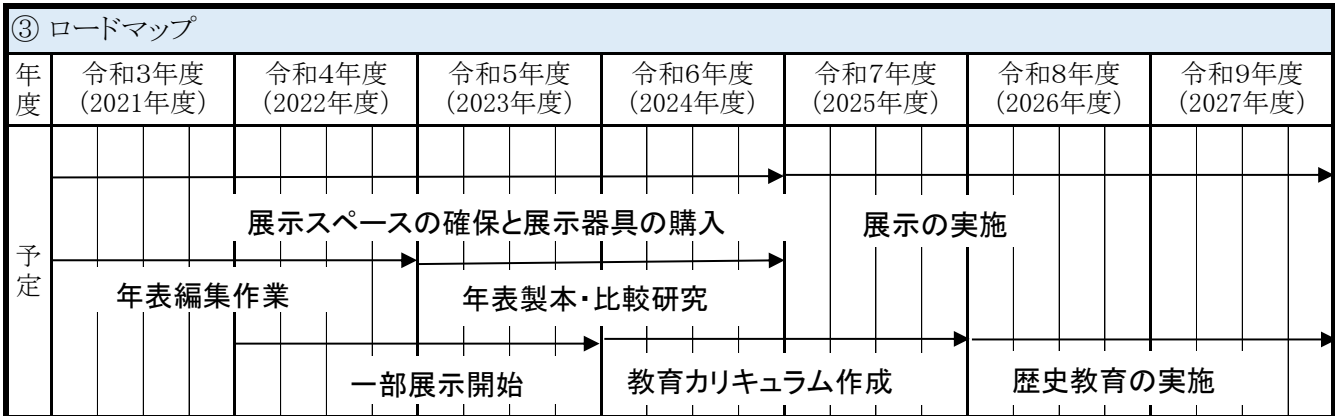 ③ ロードマップ
年度 令和3年度 令和4年度 令和5年度 令和6年度 令和7年度 令和8年度 令和9年度
(2021年度) (2022年度) (2023年度) (2024年度) (2025年度) (2026年度) (2027年度)
予定
展示スペースの確保と展示器具の購入 展示の実施
年表編集作業 年表製本・比較研究
一部展示開始 教育カリキュラム作成 歴史教育の実施